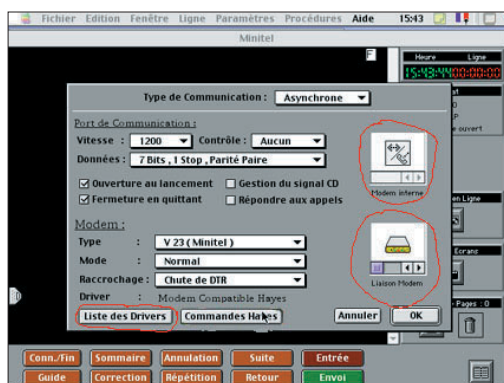 Fichier Edition Fenêtre Ligne Paramètres Procédures Aide 15:43
Minitel
F
Heure Ligne
15:43:44 00:00:00
Type de Communication : Asynchrone
Port de Communication :
Vitesse : 1200 Contrôle : Aucun
Données : 7 Bits , 1 Stop , Parité Paire
Ouverture au lancement Gestion du signal CD
Fermeture en quittant Répondre aux appels
Modem interne
Modem :
Type : V 23 ( Minitel )
Mode : Normal
Raccrochage : Chute de DTR
Driver : Modem Compatible Hayes
Liaison Modem
Liste des Drivers Commandes Hayes Annuler OK
ouvert
en Ligne
Ecrans
Pages : 0
Conn./Fin Sommaire Annulation Suite Entrée
Guide Correction Répétition Retour Envoi